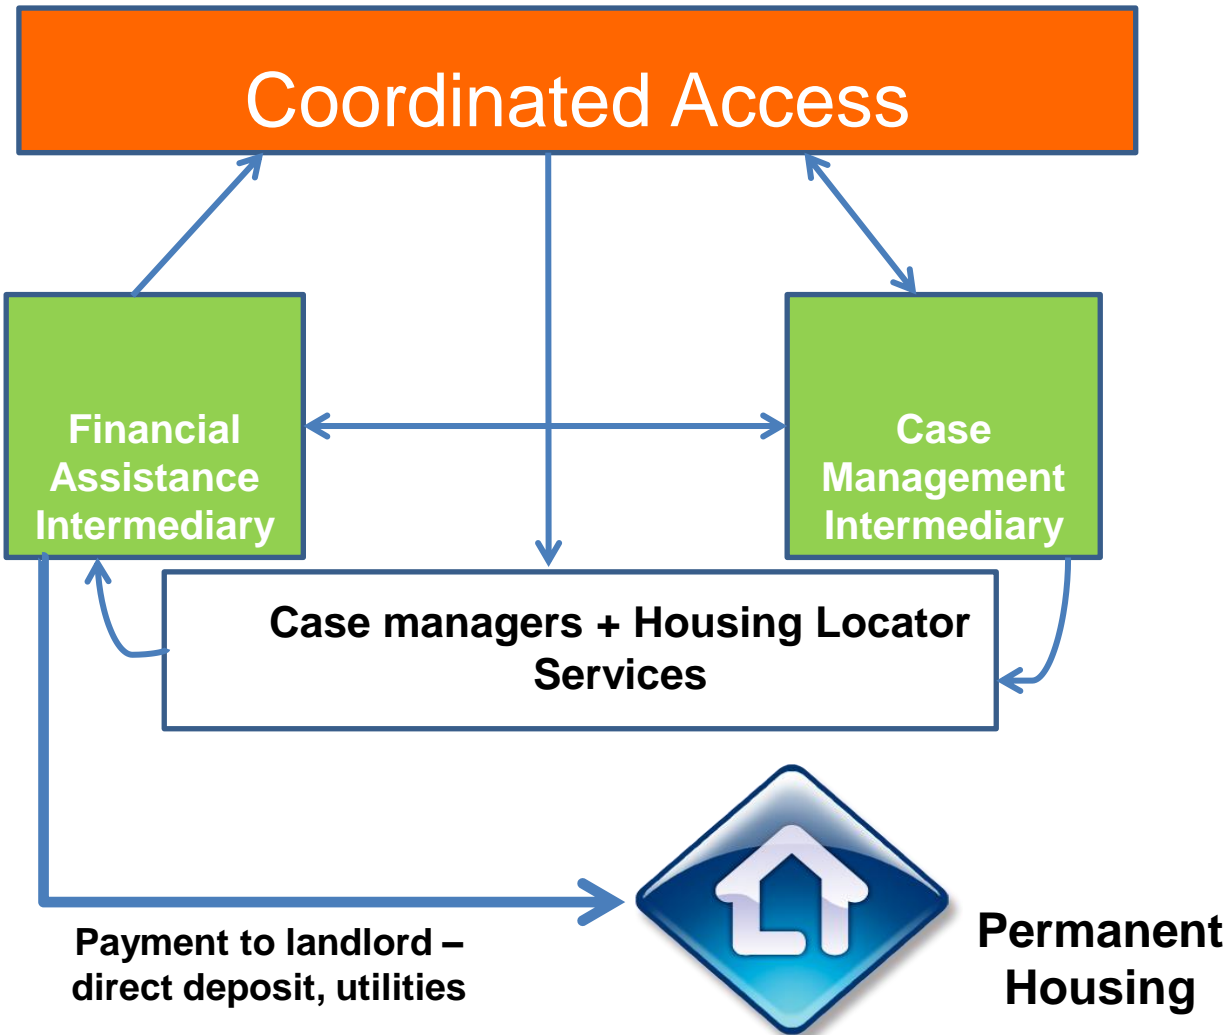 Coordinated Access
Financial
Assistance
Intermediary
Case
Management
Intermediary
Case managers + Housing Locator
Services
Payment to landlord –
direct deposit, utilities
Permanent
Housing